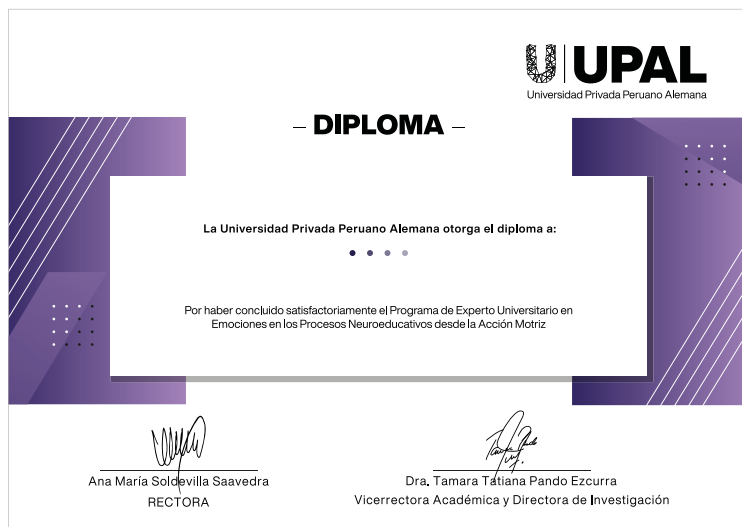 UPAL
Universidad Privada Peruano Alemana
– DIPLOMA –
La Universidad Privada Peruano Alemana otorga el diploma a:
Por haber concluido satisfactoriamente el Programa de Experto Universitario en
Emociones en los Procesos Neuroeducativos desde la Acción Motriz
Ana María Soldevilla Saavedra
RECTORA
Dra. Tamara Tatiana Pando Ezcurra
Vicerrectora Académica y Directora de Investigación